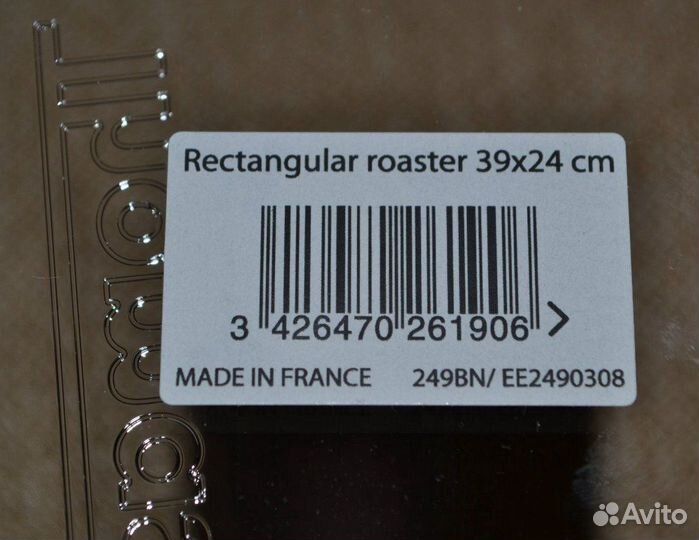 Rectangular roaster 39x24 cm
3 426470 261906 >
MADE IN FRANCE 249BN/ EE2490308
Avito